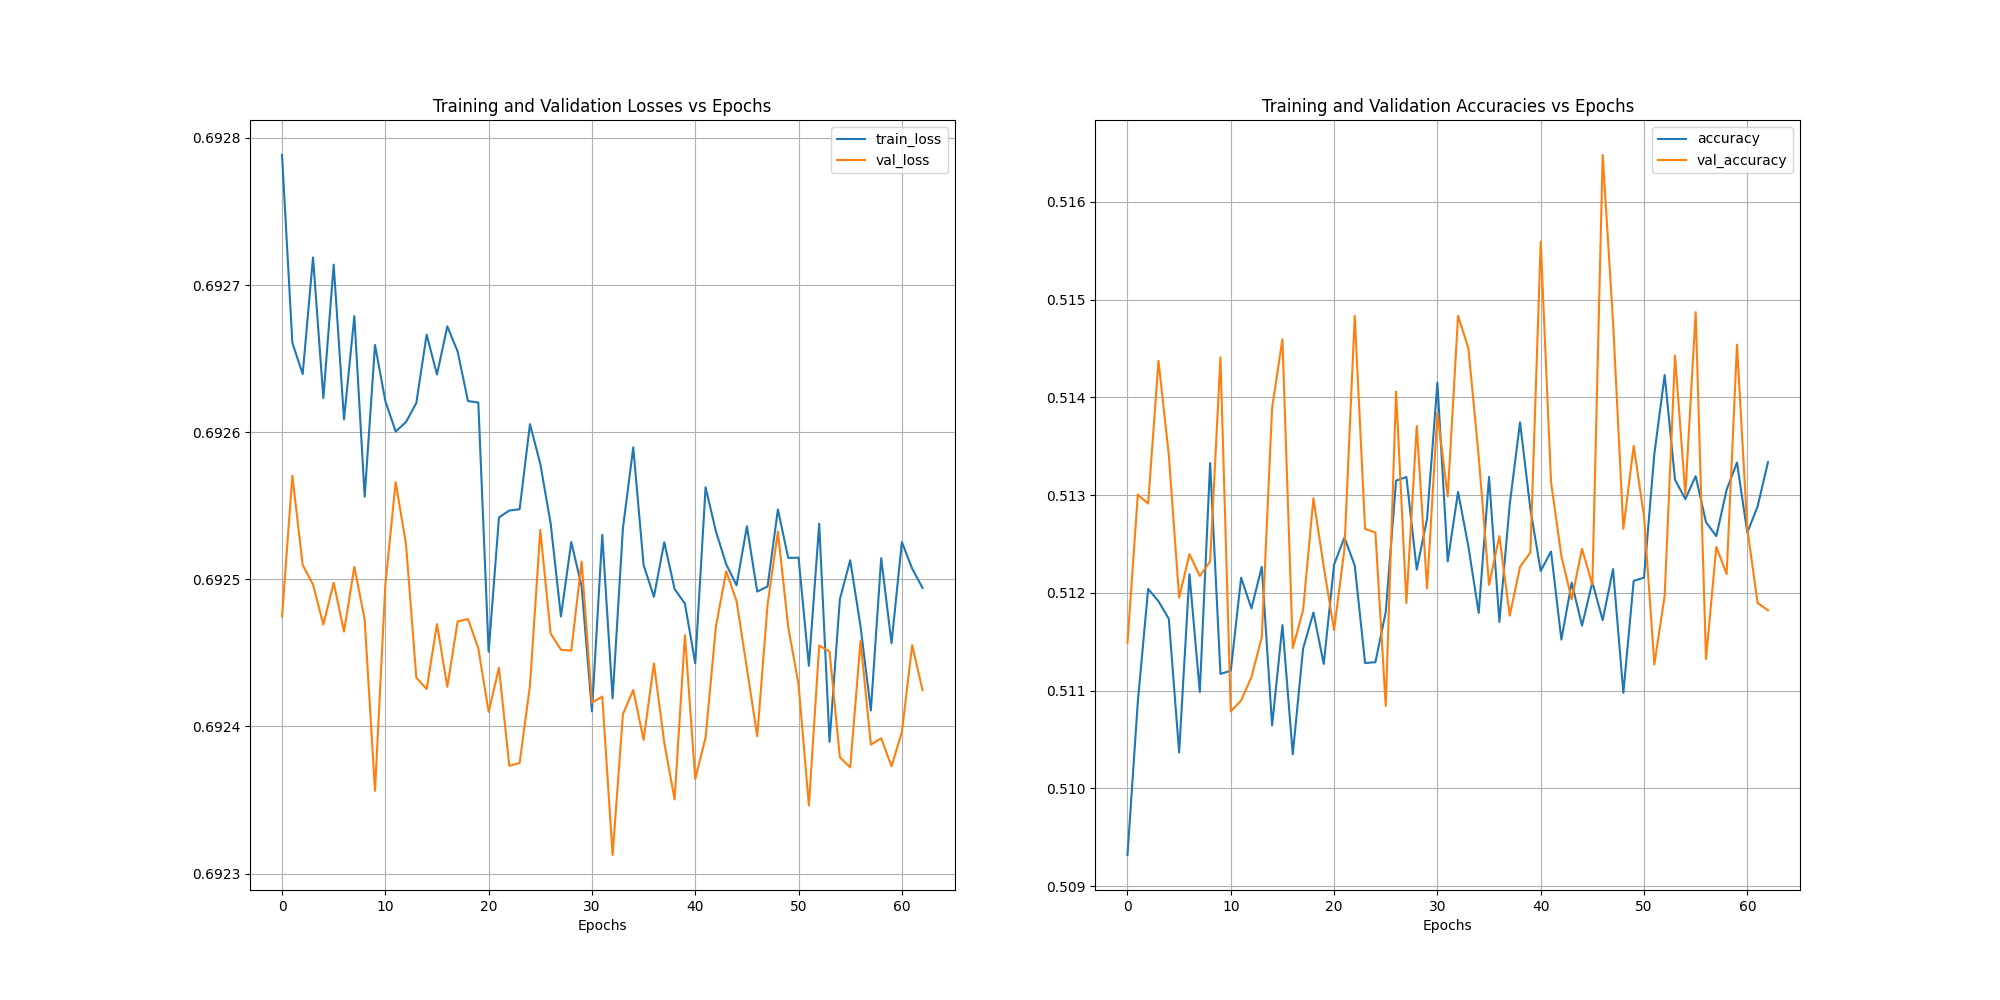 Training and Validation Losses vs Epochs
train_loss
val_loss
0.6928
0.6927
0.6926
0.6925
0.6924
0.6923
0 10 20 30 40 50 60
Epochs
Training and Validation Accuracies vs Epochs
accuracy
val_accuracy
0.516
0.515
0.514
0.513
0.512
0.511
0.510
0.509
0 10 20 30 40 50 60
Epochs